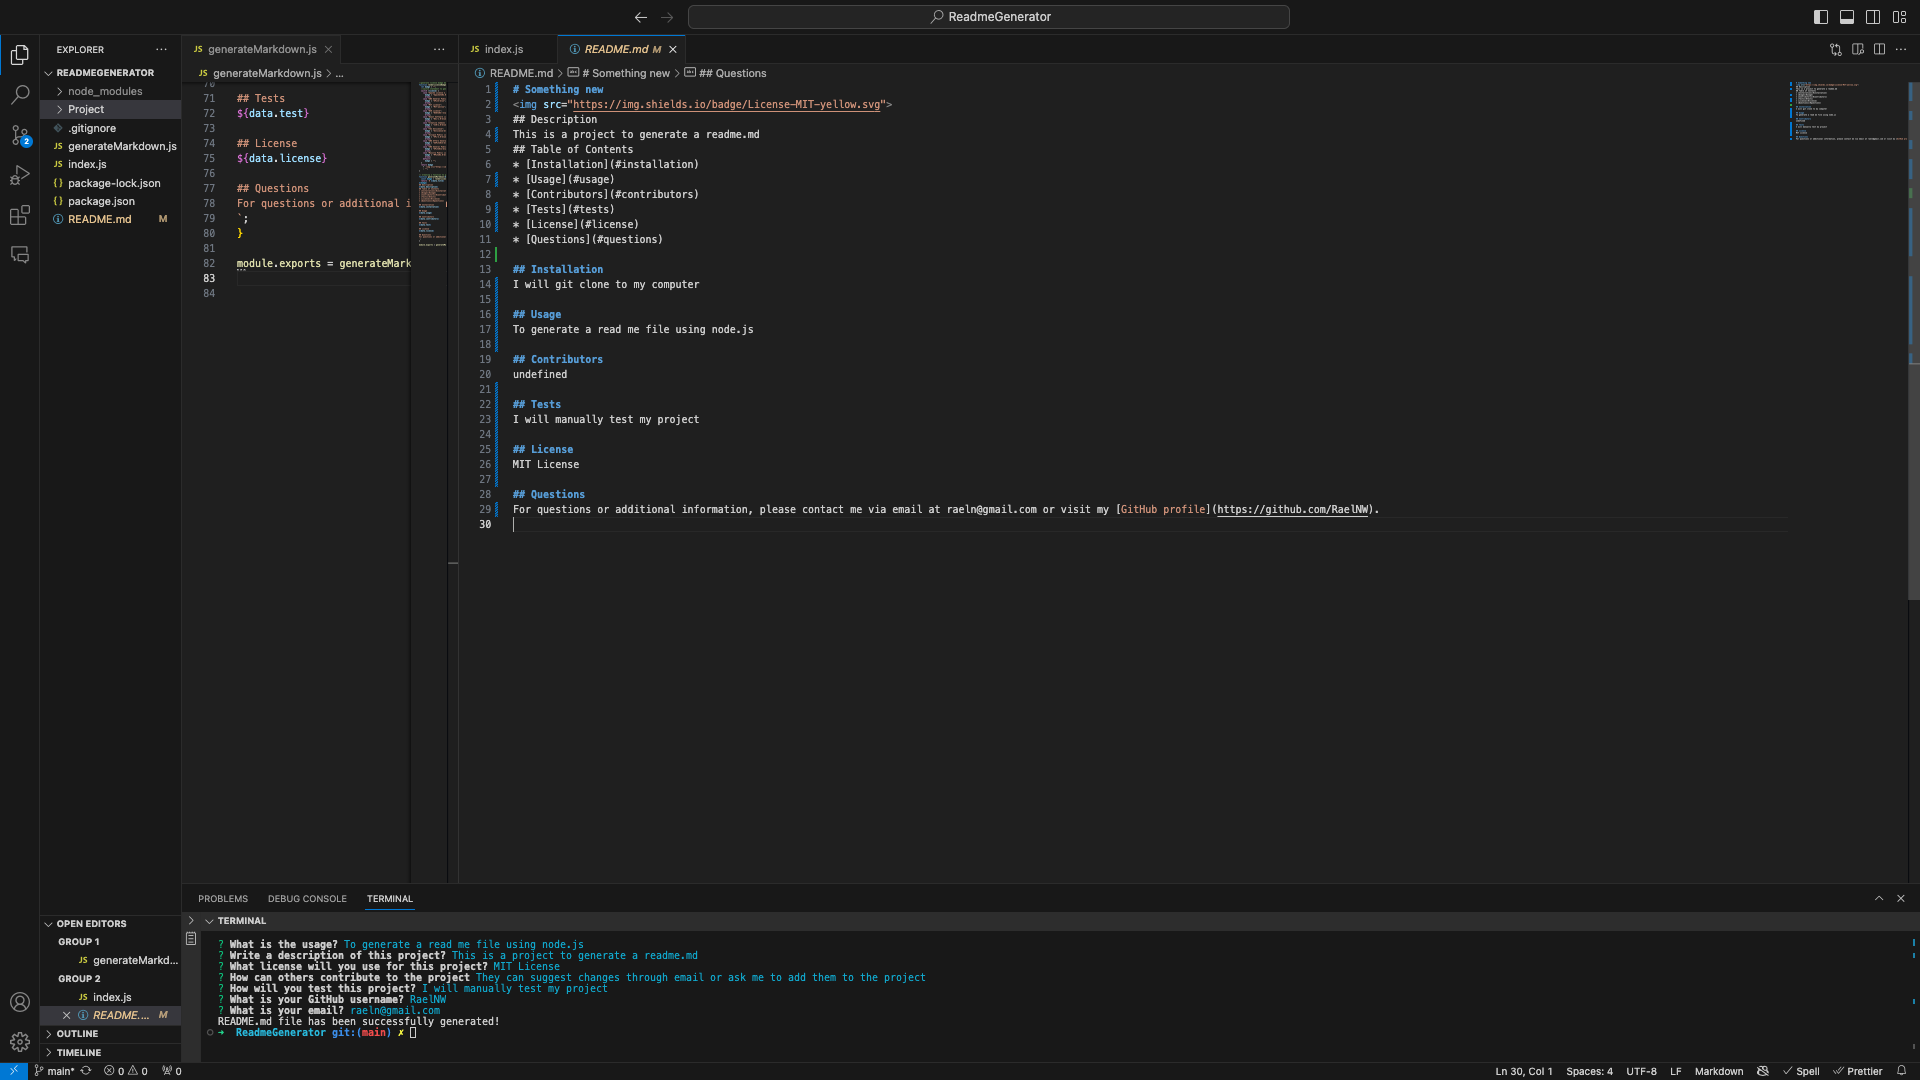 ReadmeGenerator
EXPLORER
READMEGENERATOR
node_modules
Project
.gitignore
JS generateMarkdown.js
JS index.js
{} package-lock.json
{} package.json
README.md M
2
OPEN EDITORS
GROUP 1
JS generateMarkd...
GROUP 2
JS index.js
README.... M
OUTLINE
TIMELINE
JS generateMarkdown.js
JS generateMarkdown.js > ...
71 ## Tests
72 ${data.test}
73
74 ## License
75 ${data.license}
76
77 ## Questions
78 For questions or additional i
79 `;
80 }
81
82 module.exports = generateMark
83
84
JS index.js
README.md M
README.md > # Something new > ## Questions
1 # Something new
2 <img src="https://img.shields.io/badge/License-MIT-yellow.svg">
3 ## Description
4 This is a project to generate a readme.md
5 ## Table of Contents
6 * [Installation](#installation)
7 * [Usage](#usage)
8 * [Contributors](#contributors)
9 * [Tests](#tests)
10 * [License](#license)
11 * [Questions](#questions)
12
13 ## Installation
14 I will git clone to my computer
15
16 ## Usage
17 To generate a read me file using node.js
18
19 ## Contributors
20 undefined
21
22 ## Tests
23 I will manually test my project
24
25 ## License
26 MIT License
27
28 ## Questions
29 For questions or additional information, please contact me via email at raeln@gmail.com or visit my [GitHub profile](https://github.com/RaelNW).
30
PROBLEMS DEBUG CONSOLE TERMINAL
TERMINAL
? What is the usage? To generate a read me file using node.js
? Write a description of this project? This is a project to generate a readme.md
? What license will you use for this project? MIT License
? How can others contribute to the project They can suggest changes through email or ask me to add them to the project
? How will you test this project? I will manually test my project
? What is your GitHub username? RaelNW
? What is your email? raeln@gmail.com
README.md file has been successfully generated!
➜ ReadmeGenerator git:(main) ✗
main* 0 0 0
Ln 30, Col 1 Spaces: 4 UTF-8 LF Markdown Spell Prettier